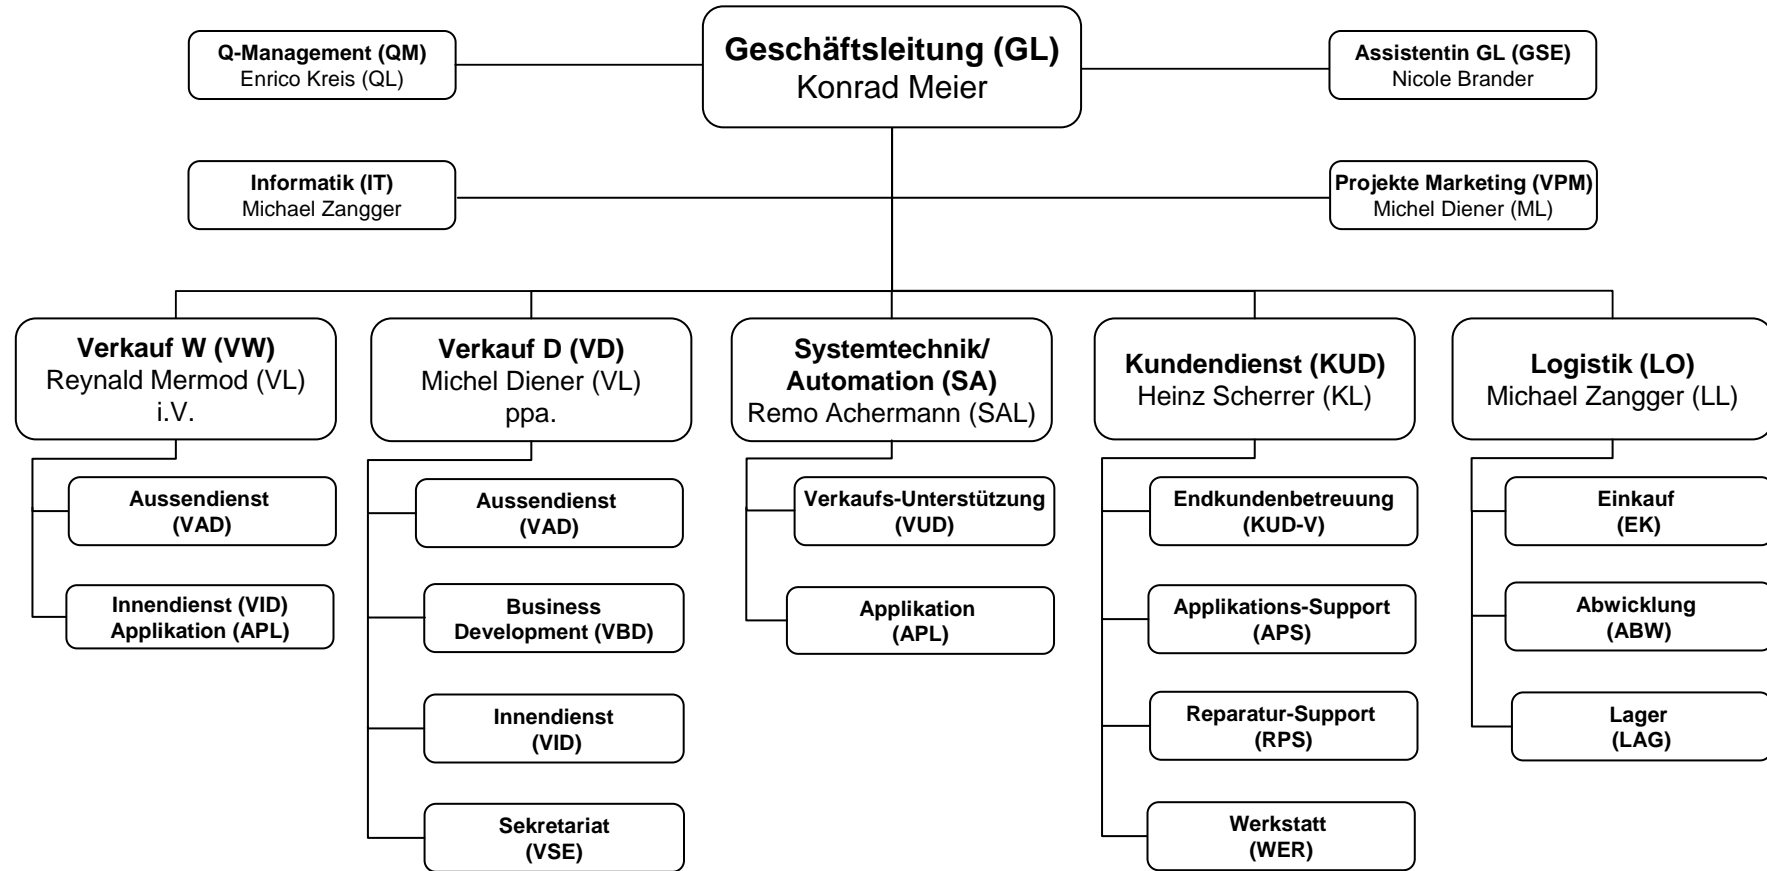 Geschäftsleitung (GL)
Konrad Meier
Q-Management (QM)
Enrico Kreis (QL)
Assistentin GL (GSE)
Nicole Brander
Informatik (IT)
Michael Zangger
Projekte Marketing (VPM)
Michel Diener (ML)
Verkauf W (VW)
Reynald Mermod (VL)
i.V.
Aussendienst
(VAD)
Innendienst (VID)
Applikation (APL)
Verkauf D (VD)
Michel Diener (VL)
ppa.
Aussendienst
(VAD)
Business
Development (VBD)
Innendienst
(VID)
Sekretariat
(VSE)
Systemtechnik/
Automation (SA)
Remo Achermann (SAL)
Verkaufs-Unterstützung
(VUD)
Applikation
(APL)
Kundendienst (KUD)
Heinz Scherrer (KL)
Endkundenbetreuung
(KUD-V)
Applikations-Support
(APS)
Reparatur-Support
(RPS)
Werkstatt
(WER)
Logistik (LO)
Michael Zangger (LL)
Einkauf
(EK)
Abwicklung
(ABW)
Lager
(LAG)